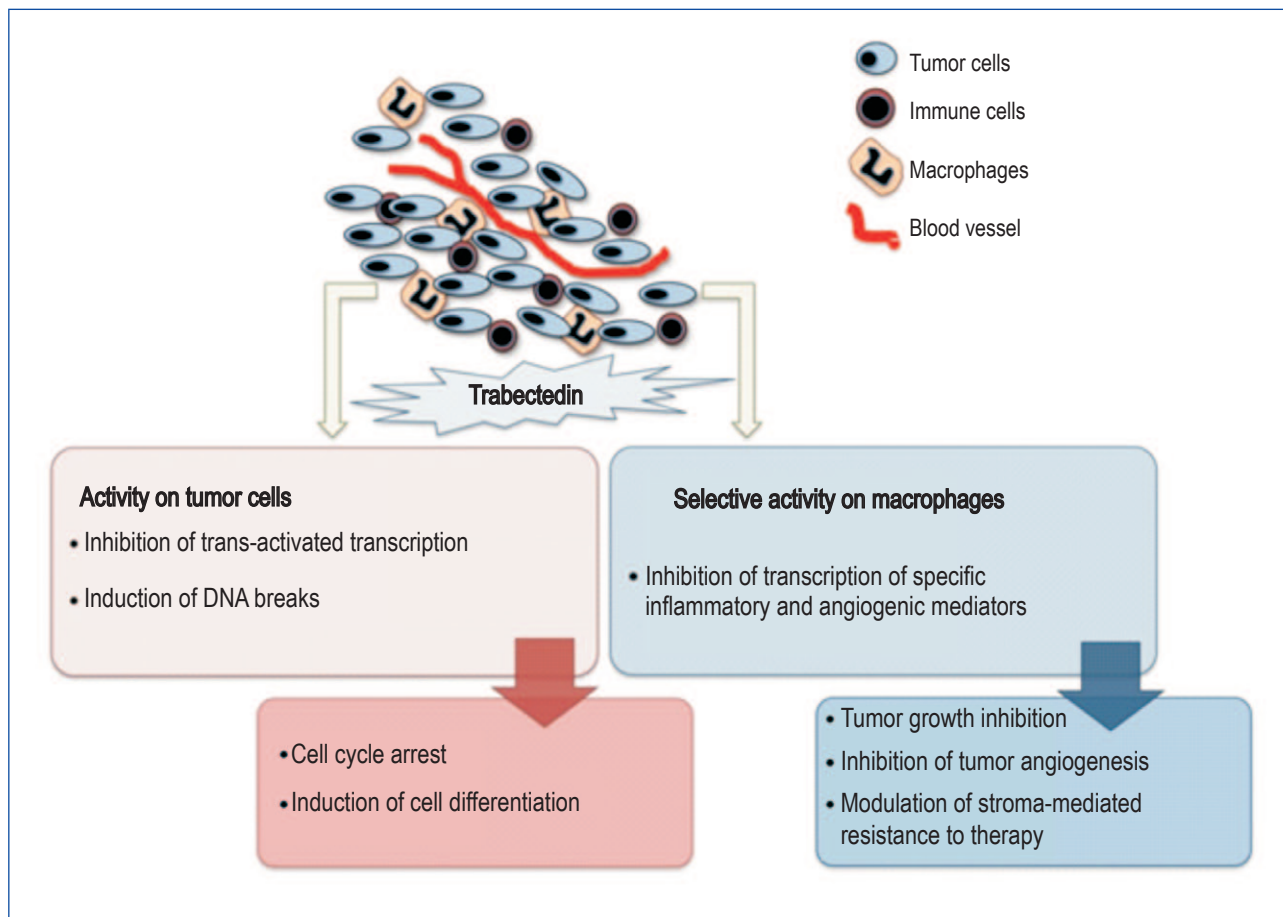 Tumor cells
Immune cells
Macrophages
Blood vessel
Trabectedin
Activity on tumor cells
• Inhibition of trans-activated transcription
• Induction of DNA breaks
Selective activity on macrophages
• Inhibition of transcription of specific
inflammatory and angiogenic mediators
• Cell cycle arrest
• Induction of cell differentiation
• Tumor growth inhibition
• Inhibition of tumor angiogenesis
• Modulation of stroma-mediated
resistance to therapy